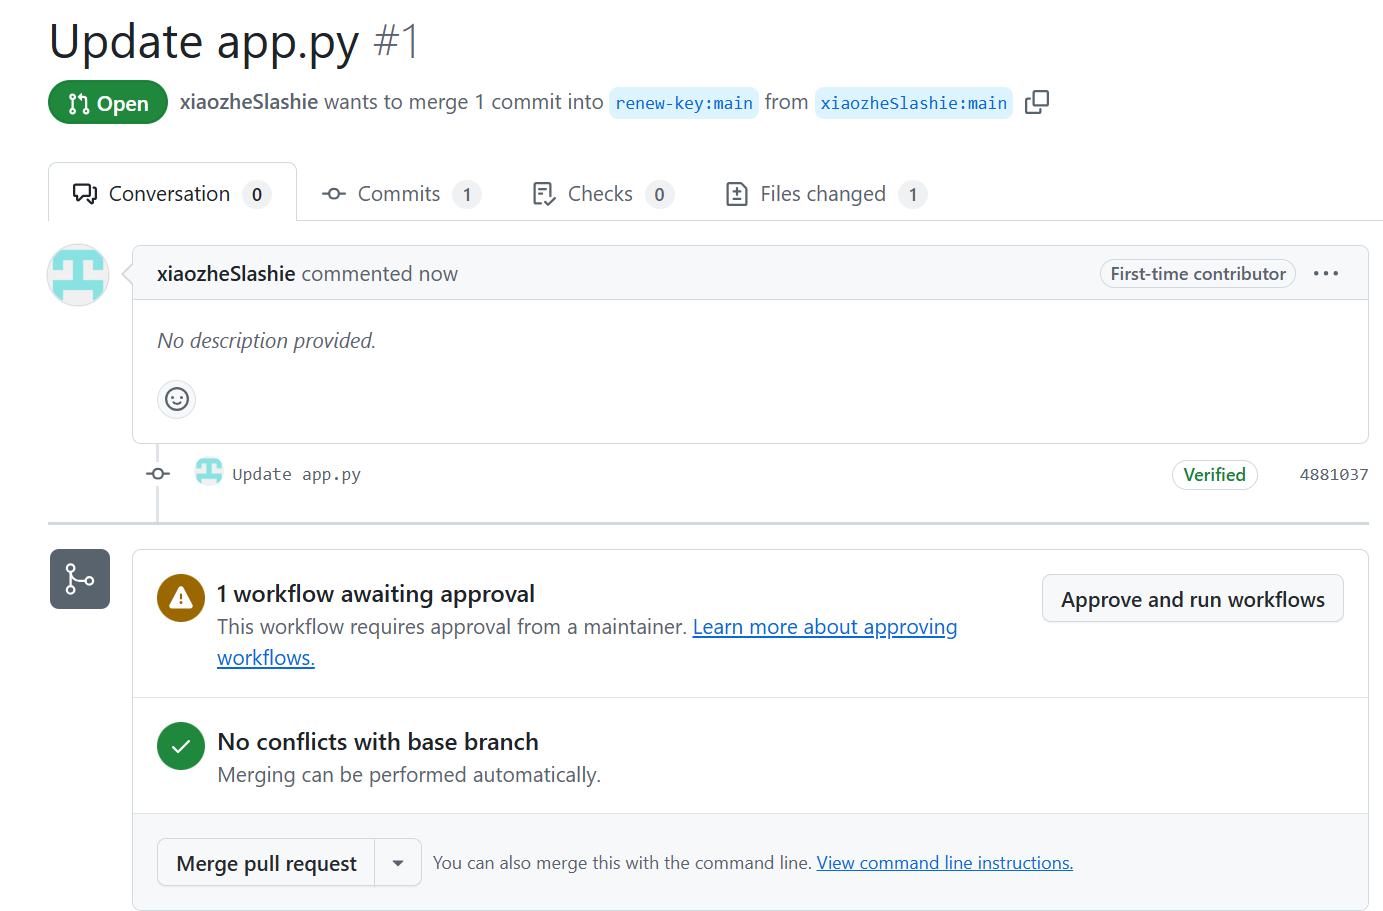 Update app.py #1
Open
xiaozheSlashie wants to merge 1 commit into renew-key:main from xiaozheSlashie:main
Conversation 0
Commits 1
Checks 0
Files changed 1
xiaozheSlashie commented now
First-time contributor
No description provided.
Update app.py
Verified
4881037
1 workflow awaiting approval
This workflow requires approval from a maintainer. Learn more about approving
workflows.
Approve and run workflows
No conflicts with base branch
Merging can be performed automatically.
Merge pull request
You can also merge this with the command line. View command line instructions.